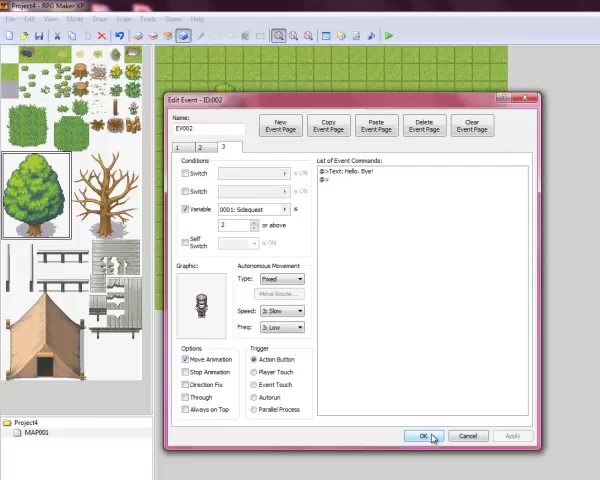 Project4 - RPG Maker XP
File Edit View Mode Draw Scale Tools Game Help
Edit Event - ID:002
Name:
EV002
New Event Page
Copy Event Page
Paste Event Page
Delete Event Page
Clear Event Page
1 2 3
Conditions
Switch is ON
Switch is ON
Variable 0001: Sidequest is
2 or above
Self Switch is ON
Graphic:
Autonomous Movement
Type: Fixed
Move Route...
Speed: 3: Slow
Freq: 3: Low
Options
Move Animation
Stop Animation
Direction Fix
Through
Always on Top
Trigger
Action Button
Player Touch
Event Touch
Autorun
Parallel Process
List of Event Commands:
@>Text: Hello. Bye!
@>
OK Cancel Apply
Project4
MAP001